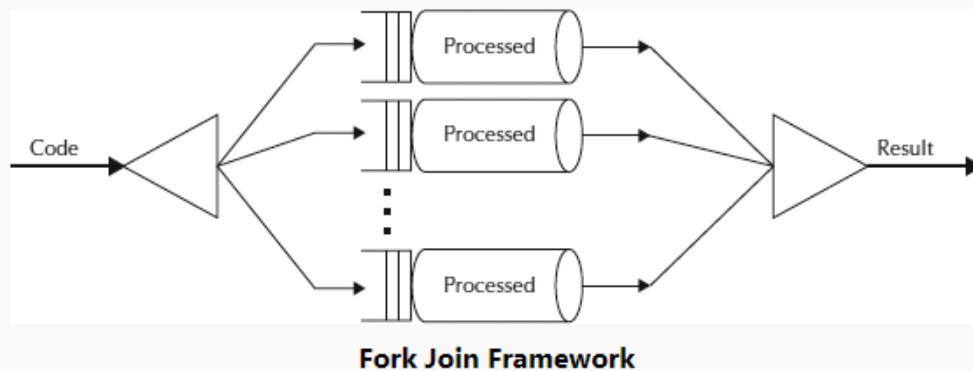 Processed
Processed
Code
Result
Processed
Fork Join Framework